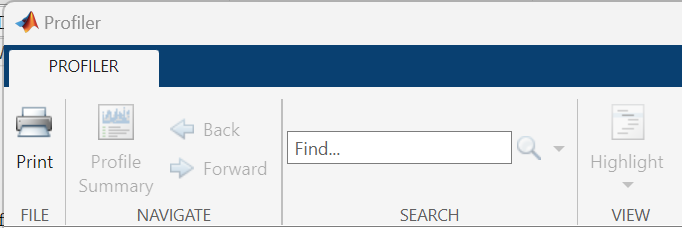 Profiler
PROFILER
Print
Profile
Summary
Back
Forward
Find...
Highlight
FILE
NAVIGATE
SEARCH
VIEW